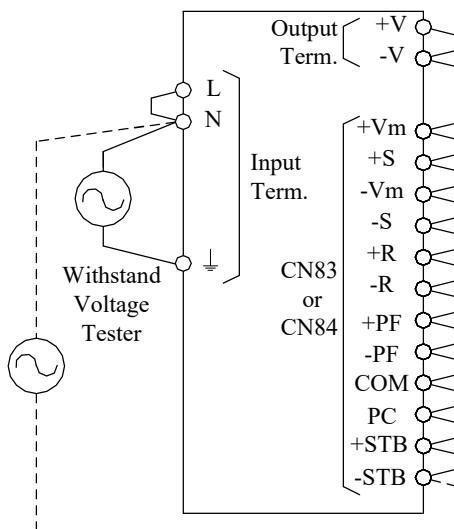 Output
Term.
+V
-V
L
N
Input
Term.
Withstand
Voltage
Tester
CN83
or
CN84
+Vm
+S
-Vm
-S
+R
-R
+PF
-PF
COM
PC
+STB
-STB